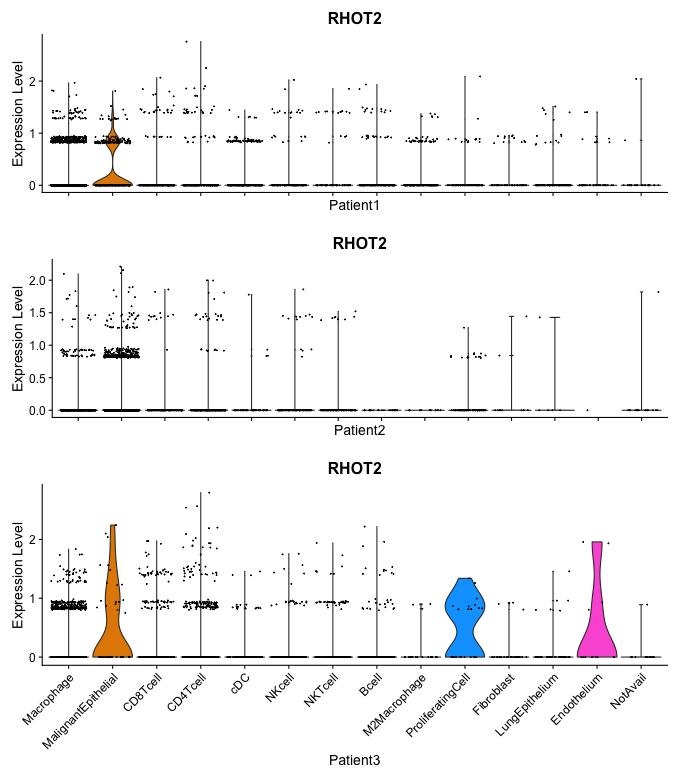 RHOT2
Expression Level
2
1
0
Patient1
RHOT2
Expression Level
2.0
1.5
1.0
0.5
0.0
Patient2
RHOT2
Expression Level
2
1
0
Macrophage
MalignantEpithelial
CD8Tcell
CD4Tcell
cDC
NKcell
NKTcell
Bcell
M2Macrophage
ProliferatingCell
Fibroblast
LungEpithelium
Endothelium
NotAvail
Patient3